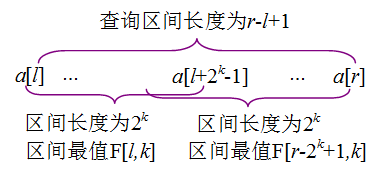 查询区间长度为r-l+1
a[l] ... a[l+2^k-1] ... a[r]
区间长度为2^k 区间长度为2^k
区间最值F[l,k] 区间最值F[r-2^k+1,k]